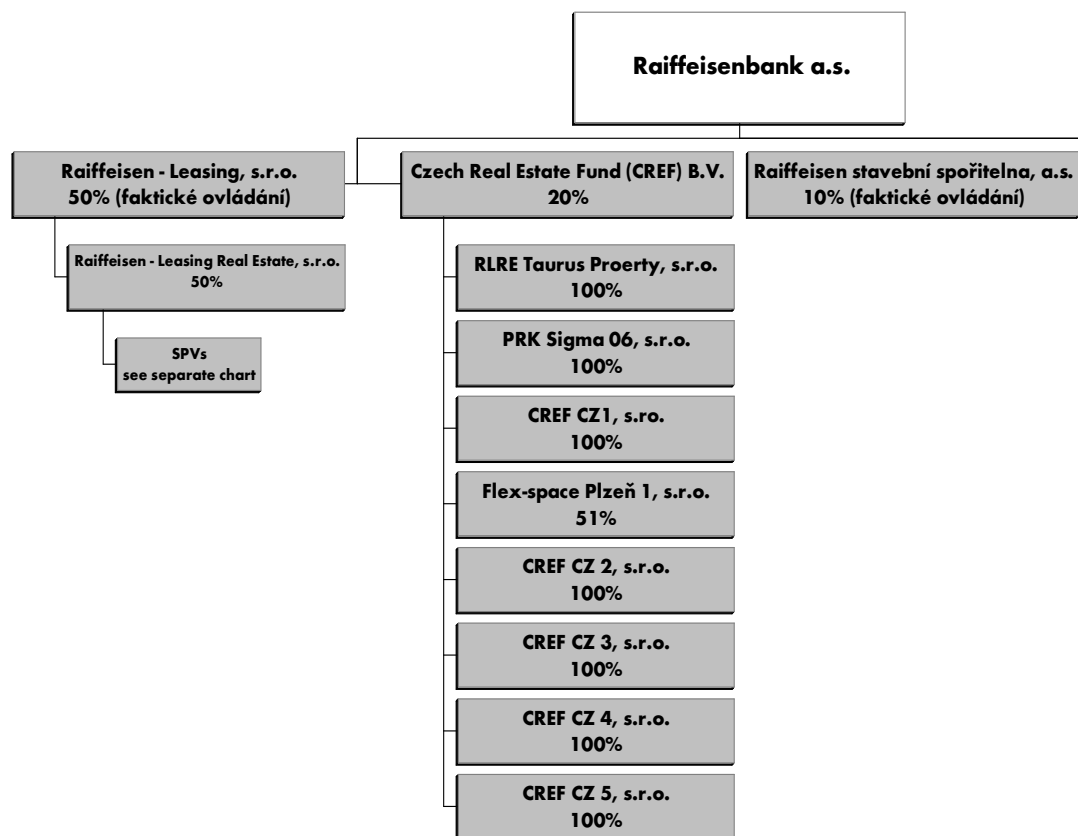 Raiffeisenbank a.s.
Raiffeisen - Leasing, s.r.o.
50% (faktické ovládání)
Czech Real Estate Fund (CREF) B.V.
20%
Raiffeisen stavební spořitelna, a.s.
10% (faktické ovládání)
Raiffeisen - Leasing Real Estate, s.r.o.
50%
SPVs
see separate chart
RLRE Taurus Proerty, s.r.o.
100%
PRK Sigma 06, s.r.o.
100%
CREF CZ1, s.ro.
100%
Flex-space Plzeň 1, s.r.o.
51%
CREF CZ 2, s.r.o.
100%
CREF CZ 3, s.r.o.
100%
CREF CZ 4, s.r.o.
100%
CREF CZ 5, s.r.o.
100%